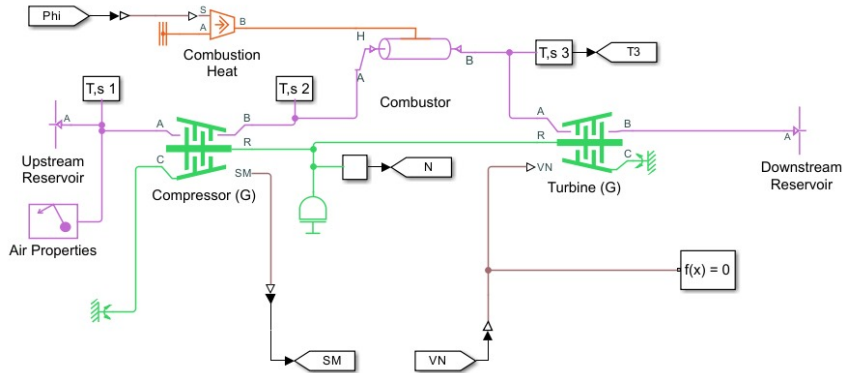 Phi
S
A
B
Combustion
Heat
H
A
B
Combustor
T,s 3
T3
T,s 1
T,s 2
A
Upstream
Reservoir
A
B
R
C
SM
Compressor (G)
N
A
B
R
C
VN
Turbine (G)
A
Downstream
Reservoir
Air Properties
f(x) = 0
SM
VN